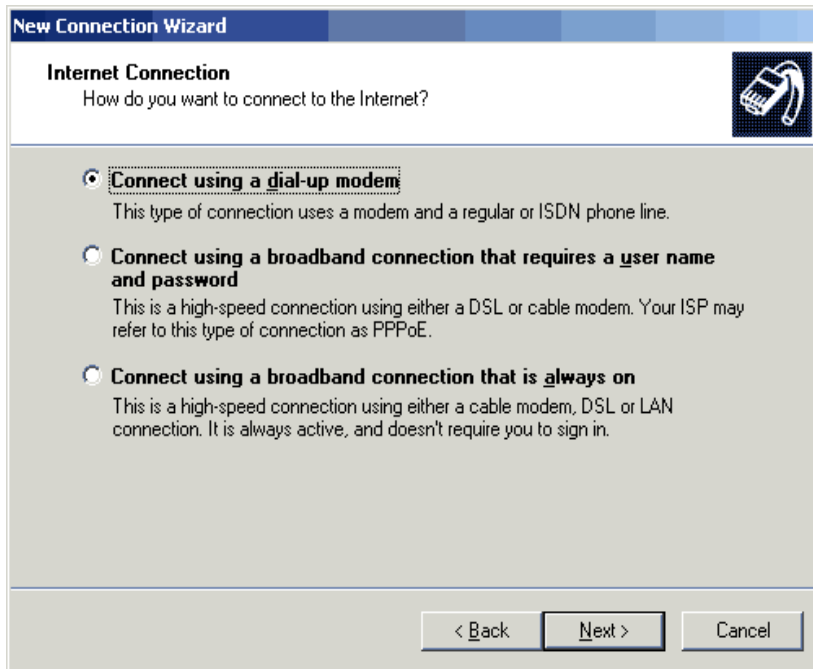 New Connection Wizard
Internet Connection
How do you want to connect to the Internet?
Connect using a dial-up modem
This type of connection uses a modem and a regular or ISDN phone line.
Connect using a broadband connection that requires a user name
and password
This is a high-speed connection using either a DSL or cable modem. Your ISP may
refer to this type of connection as PPPoE.
Connect using a broadband connection that is always on
This is a high-speed connection using either a cable modem, DSL or LAN
connection. It is always active, and doesn't require you to sign in.
< Back Next > Cancel